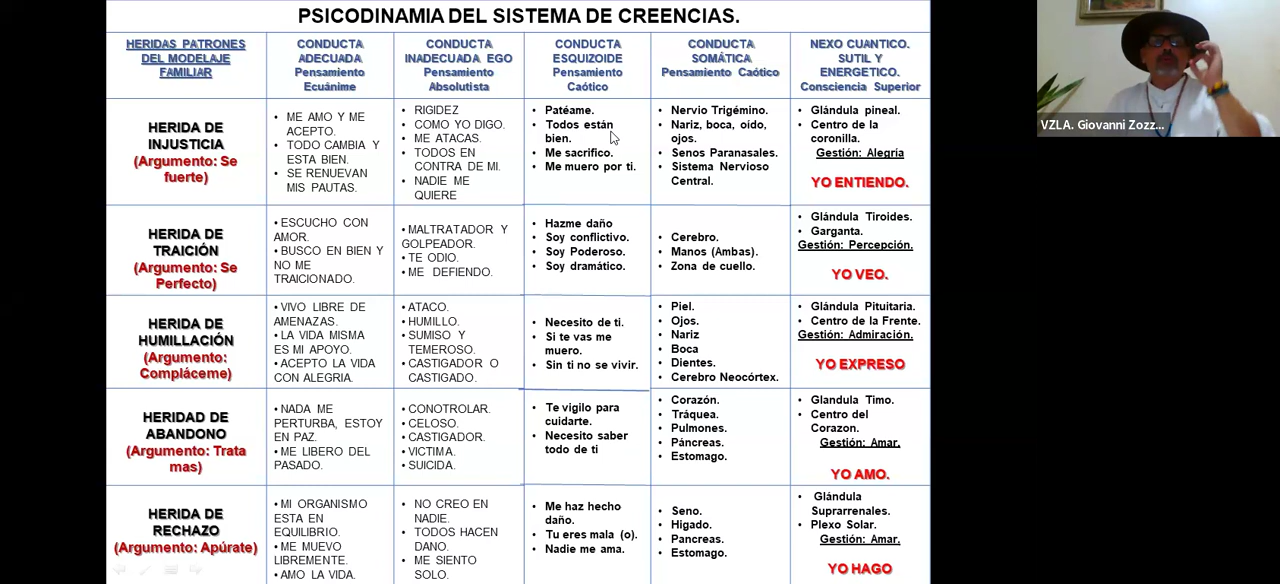 PSICODINAMIA DEL SISTEMA DE CREENCIAS.
HERIDAS PATRONES
DEL MODELAJE
FAMILIAR
CONDUCTA
ADECUADA
Pensamiento
Ecuánime
CONDUCTA
INADECUADA EGO
Pensamiento
Absolutista
CONDUCTA
ESQUIZOIDE
Pensamiento
Caótico
CONDUCTA
SOMÁTICA
Pensamiento Caótico
NEXO CUANTICO.
SUTIL Y
ENERGETICO.
Consciencia Superior
HERIDA DE
INJUSTICIA
(Argumento: Se
fuerte)
• ME AMO Y ME
ACEPTO.
• TODO CAMBIA Y
ESTA BIEN.
• SE RENUEVAN
MIS PAUTAS.
• RIGIDEZ
• COMO YO DIGO.
• ME ATACAS.
• TODOS EN
CONTRA DE MI.
• NADIE ME
QUIERE
• Patéame.
• Todos están
bien.
• Me sacrifico.
• Me muero por ti.
• Nervio Trigémino.
• Nariz, boca, oído,
ojos.
• Senos Paranasales.
• Sistema Nervioso
Central.
• Glándula pineal.
• Centro de la
coronilla.
Gestión: Alegría
YO ENTIENDO.
HERIDA DE
TRAICIÓN
(Argumento: Se
Perfecto)
• ESCUCHO CON
AMOR.
• BUSCO EN BIEN Y
NO ME
TRAICIONADO.
• MALTRATADOR Y
GOLPEADOR.
• TE ODIO.
• ME DEFIENDO.
• Hazme daño
• Soy conflictivo.
• Soy Poderoso.
• Soy dramático.
• Cerebro.
• Manos (Ambas).
• Zona de cuello.
• Glándula Tiroides.
• Garganta.
Gestión: Percepción.
YO VEO.
HERIDA DE
HUMILLACIÓN
(Argumento:
Compláceme)
• VIVO LIBRE DE
AMENAZAS.
• LA VIDA MISMA
ES MI APOYO.
• ACEPTO LA VIDA
CON ALEGRIA.
• ATACO.
• HUMILLO.
• SUMISO Y
TEMEROSO.
• CASTIGADOR O
CASTIGADO.
• Necesito de ti.
• Si te vas me
muero.
• Sin ti no se vivir.
• Piel.
• Ojos.
• Nariz
• Boca
• Dientes.
• Cerebro Neocórtex.
• Glándula Pituitaria.
• Centro de la Frente.
Gestión: Admiración.
YO EXPRESO
HERIDAD DE
ABANDONO
(Argumento: Trata
mas)
• NADA ME
PERTURBA, ESTOY
EN PAZ.
• ME LIBERO DEL
PASADO.
• CONOTROLAR.
• CELOSO.
• CASTIGADOR.
• VICTIMA.
• SUICIDA.
• Te vigilo para
cuidarte.
• Necesito saber
todo de ti
• Corazón.
• Tráquea.
• Pulmones.
• Páncreas.
• Estomago.
• Glandula Timo.
• Centro del
Corazon.
Gestión: Amar.
YO AMO.
HERIDA DE
RECHAZO
(Argumento: Apúrate)
• MI ORGANISMO
ESTA EN
EQUILIBRIO.
• ME MUEVO
LIBREMENTE.
• AMO LA VIDA.
• NO CREO EN
NADIE.
• TODOS HACEN
DANO.
• ME SIENTO
SOLO.
• Me haz hecho
daño.
• Tu eres mala (o).
• Nadie me ama.
• Seno.
• Higado.
• Pancreas.
• Estomago.
• Glándula
Suprarrenales.
• Plexo Solar.
Gestión: Amar.
YO HAGO
VZLA. Giovanni Zozz...